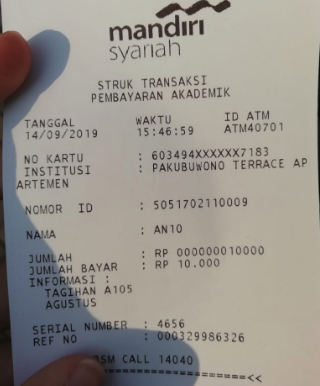 mandiri
syariah
STRUK TRANSAKSI
PEMBAYARAN AKADEMIK
TANGGAL WAKTU ID ATM
14/09/2019 15:46:59 ATM40701
NO KARTU : 603494XXXXXX7183
INSTITUSI : PAKUBUWONO TERRACE AP
ARTEMEN
NOMOR ID : 5051702110009
NAMA : AN10
JUMLAH : RP 000000010000
JUMLAH BAYAR : RP 10.000
INFORMASI :
TAGIHAN A105
AGUSTUS
SERIAL NUMBER : 4656
REF NO : 000329986326
BSM CALL 14040
==================<<